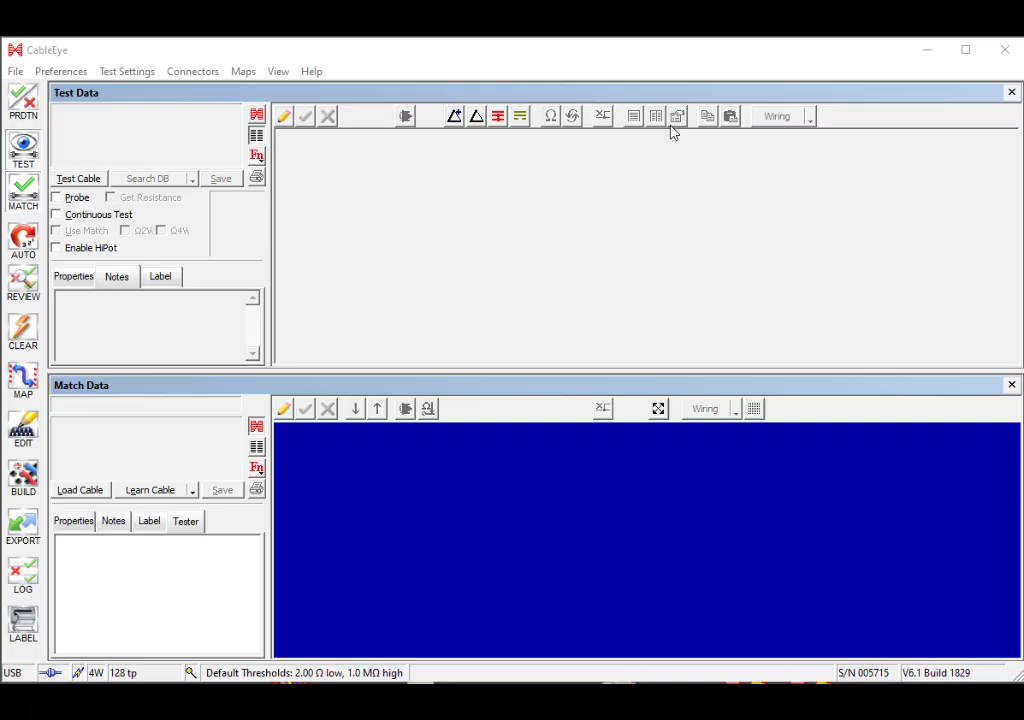 CableEye
File Preferences Test Settings Connectors Maps View Help
PRDTN
TEST
MATCH
AUTO
REVIEW
CLEAR
MAP
EDIT
BUILD
EXPORT
LOG
LABEL
Test Data
Fn
Test Cable Search DB Save
Probe Get Resistance
Continuous Test
Use Match Ω2W Ω4W
Enable HiPot
Properties Notes Label
Ω Wiring
Match Data
Fn
Load Cable Learn Cable Save
Properties Notes Label Tester
Wiring
USB 4W 128 tp Default Thresholds: 2.00 Ω low, 1.0 MΩ high S/N 005715 V6.1 Build 1829